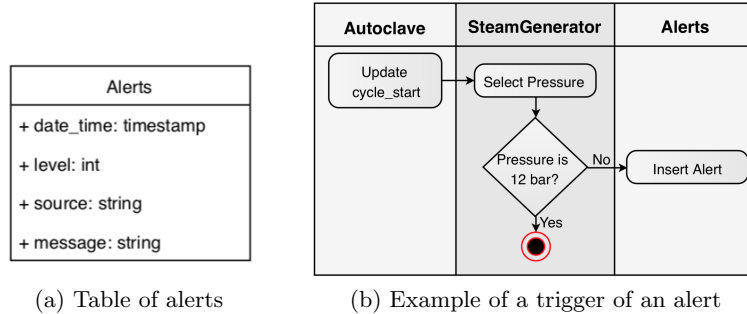 Alerts
+ date_time: timestamp
+ level: int
+ source: string
+ message: string
(a) Table of alerts
Autoclave
SteamGenerator
Alerts
Update
cycle_start
Select Pressure
Pressure is
12 bar?
No
Insert Alert
Yes
(b) Example of a trigger of an alert